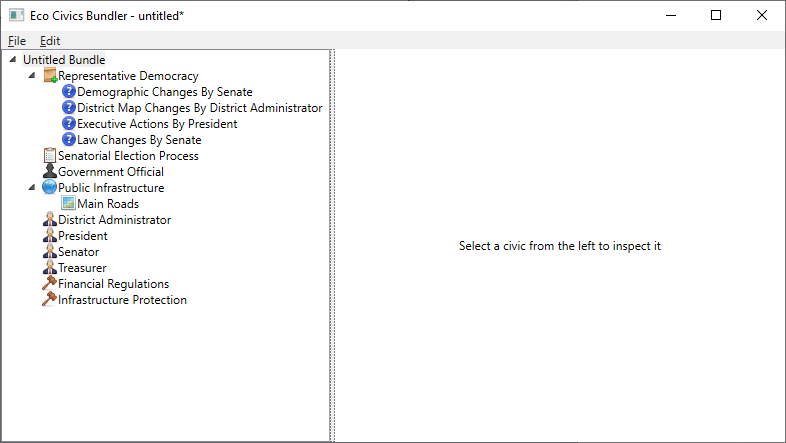 Eco Civics Bundler - untitled*
File Edit
Untitled Bundle
Representative Democracy
Demographic Changes By Senate
District Map Changes By District Administrator
Executive Actions By President
Law Changes By Senate
Senatorial Election Process
Government Official
Public Infrastructure
Main Roads
District Administrator
President
Senator
Treasurer
Financial Regulations
Infrastructure Protection
Select a civic from the left to inspect it